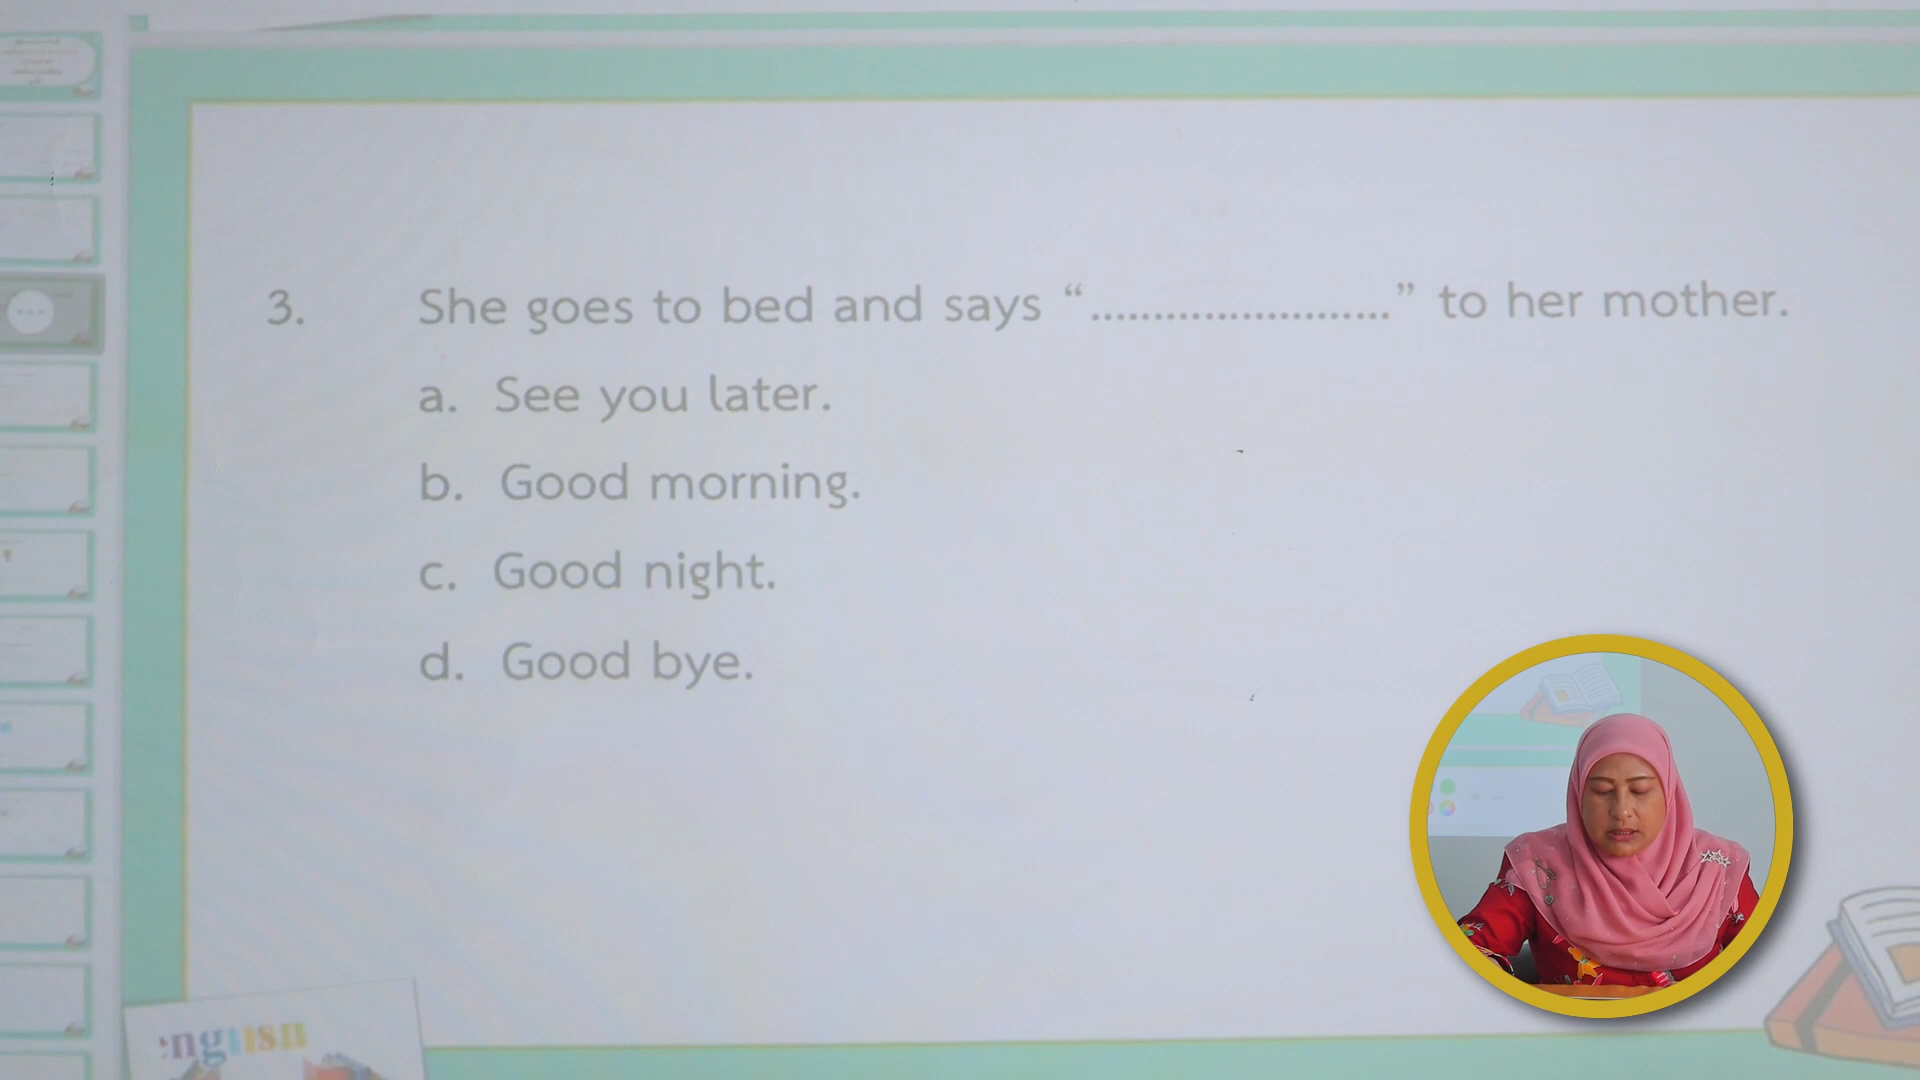 3. She goes to bed and says “........................” to her mother.
a. See you later.
b. Good morning.
c. Good night.
d. Good bye.
nglish